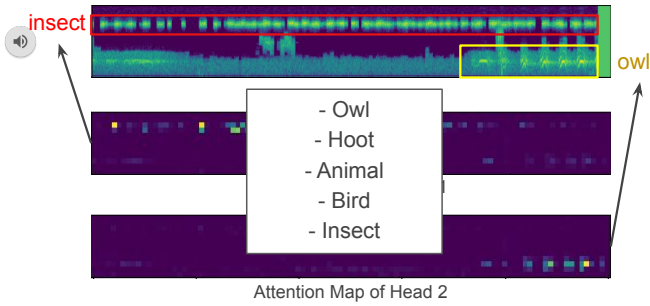 insect
owl
- Owl
- Hoot
- Animal
- Bird
- Insect
Attention Map of Head 2